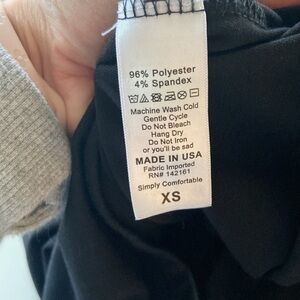 96% Polyester
4% Spandex
Machine Wash Cold
Gentle Cycle
Do Not Bleach
Hang Dry
Do Not Iron
or you'll be sad
MADE IN USA
Fabric Imported
RN# 142161
Simply Comfortable
XS